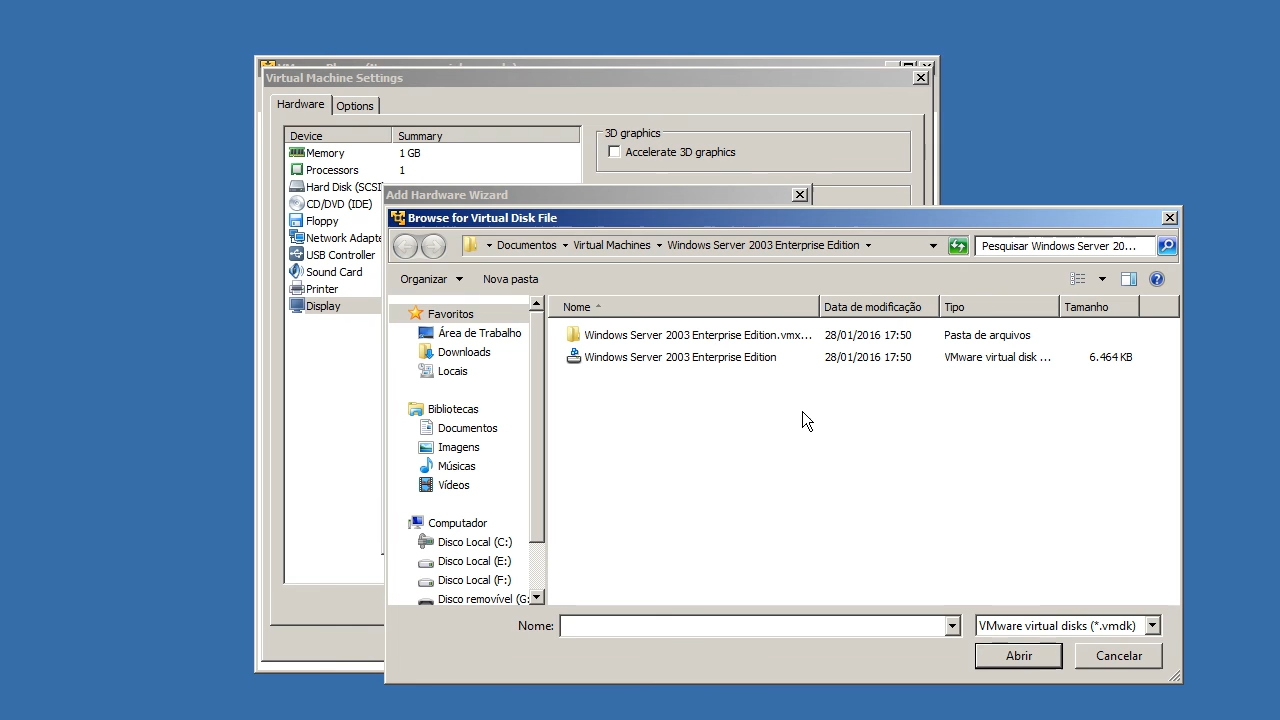 Virtual Machine Settings
Hardware
Options
Device
Summary
Memory
1 GB
Processors
1
Hard Disk (SCSI
CD/DVD (IDE)
Floppy
Network Adapte
USB Controller
Sound Card
Printer
Display
3D graphics
Accelerate 3D graphics
Add Hardware Wizard
Browse for Virtual Disk File
Documentos
Virtual Machines
Windows Server 2003 Enterprise Edition
Pesquisar Windows Server 20...
Organizar
Nova pasta
Favoritos
Área de Trabalho
Downloads
Locais
Bibliotecas
Documentos
Imagens
Músicas
Vídeos
Computador
Disco Local (C:)
Disco Local (E:)
Disco Local (F:)
Disco removível (G:
Nome
Data de modificação
Tipo
Tamanho
Windows Server 2003 Enterprise Edition.vmx...
28/01/2016 17:50
Pasta de arquivos
Windows Server 2003 Enterprise Edition
28/01/2016 17:50
VMware virtual disk ...
6.464 KB
Nome:
VMware virtual disks (*.vmdk)
Abrir
Cancelar